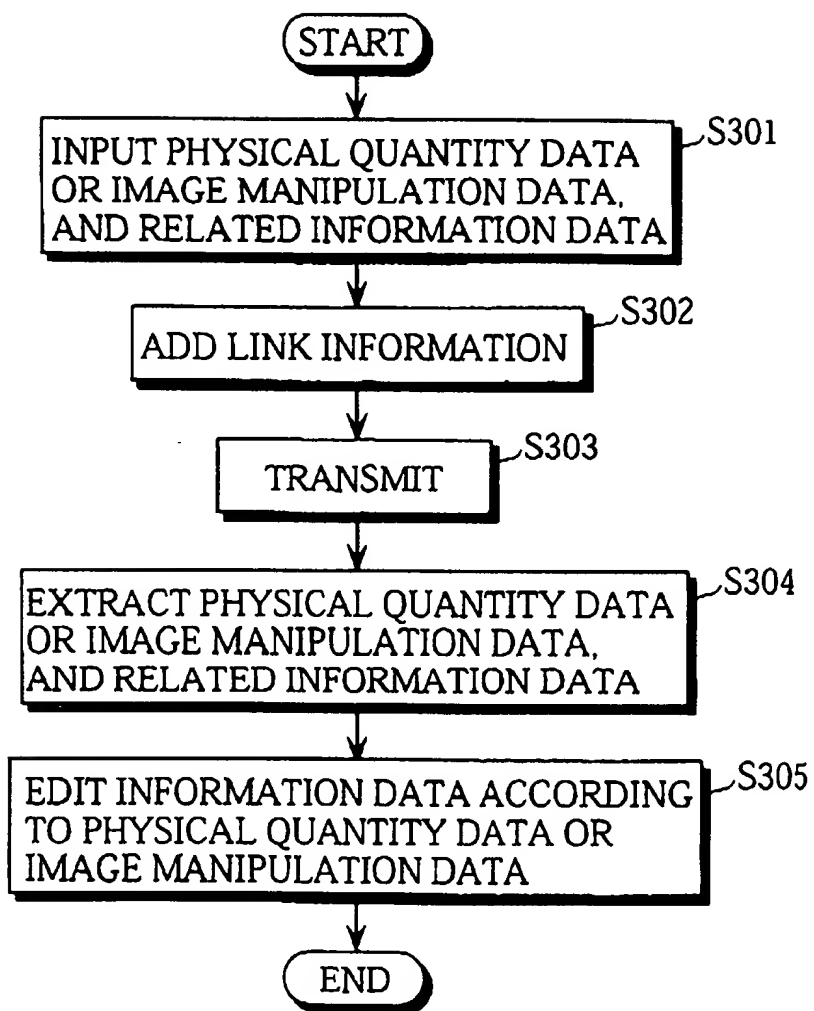 START
S301
INPUT PHYSICAL QUANTITY DATA
OR IMAGE MANIPULATION DATA,
AND RELATED INFORMATION DATA
S302
ADD LINK INFORMATION
S303
TRANSMIT
S304
EXTRACT PHYSICAL QUANTITY DATA
OR IMAGE MANIPULATION DATA,
AND RELATED INFORMATION DATA
S305
EDIT INFORMATION DATA ACCORDING
TO PHYSICAL QUANTITY DATA OR
IMAGE MANIPULATION DATA
END